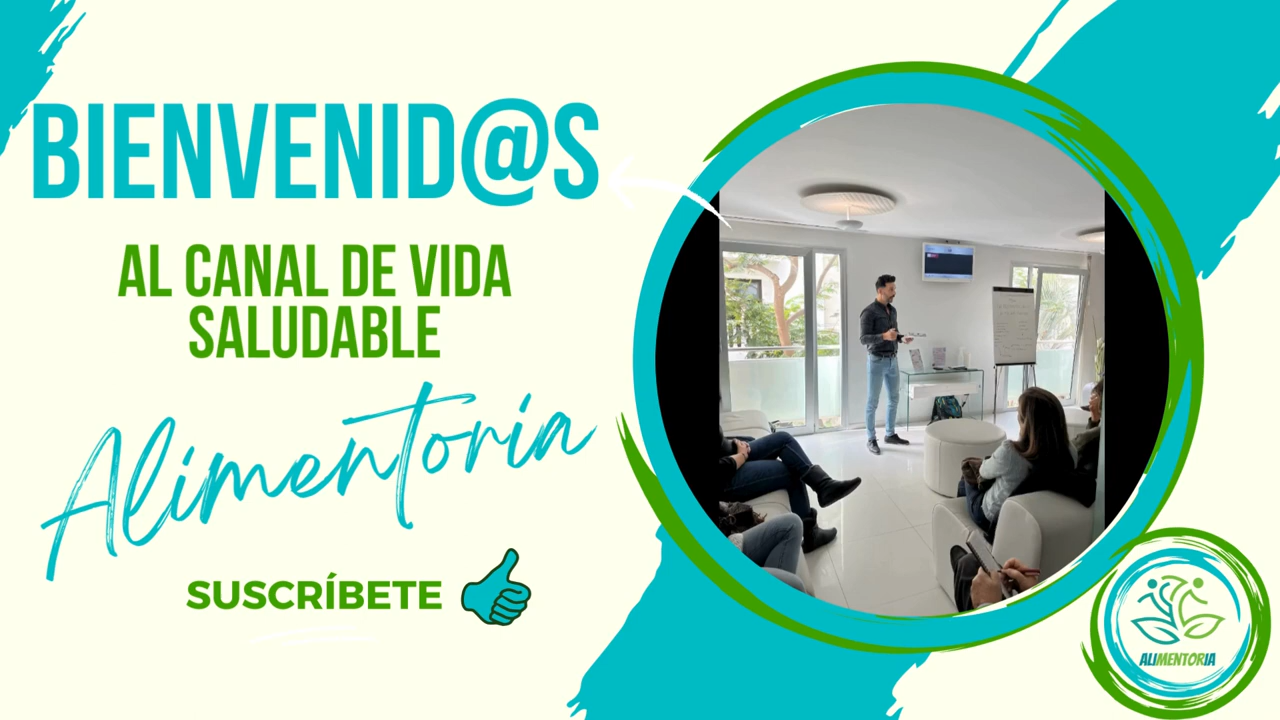 BIENVENID@S
AL CANAL DE VIDA
SALUDABLE
Alimentoria
SUSCRÍBETE
ALIMENTORIA